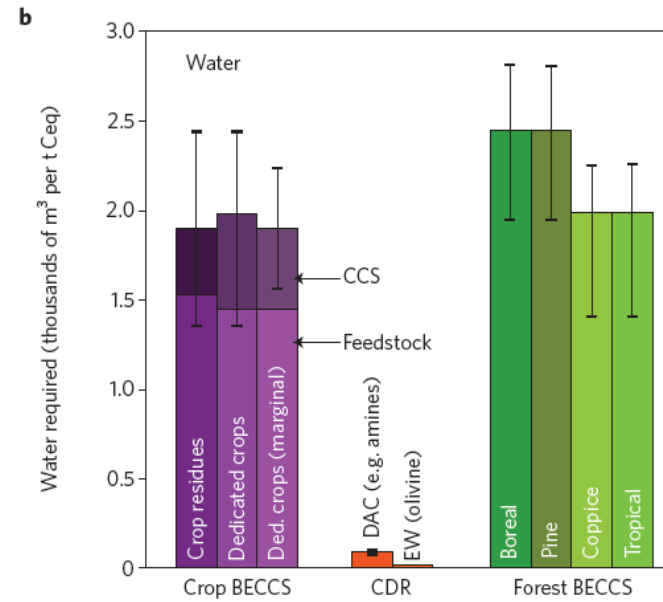 b
Water
Water required (thousands of m³ per t Ceq)
3.0
2.5
2.0
1.5
1.0
0.5
0
CCS
Feedstock
Crop residues
Dedicated crops
Ded. crops (marginal)
DAC (e.g. amines)
EW (olivine)
Boreal
Pine
Coppice
Tropical
Crop BECCS
CDR
Forest BECCS